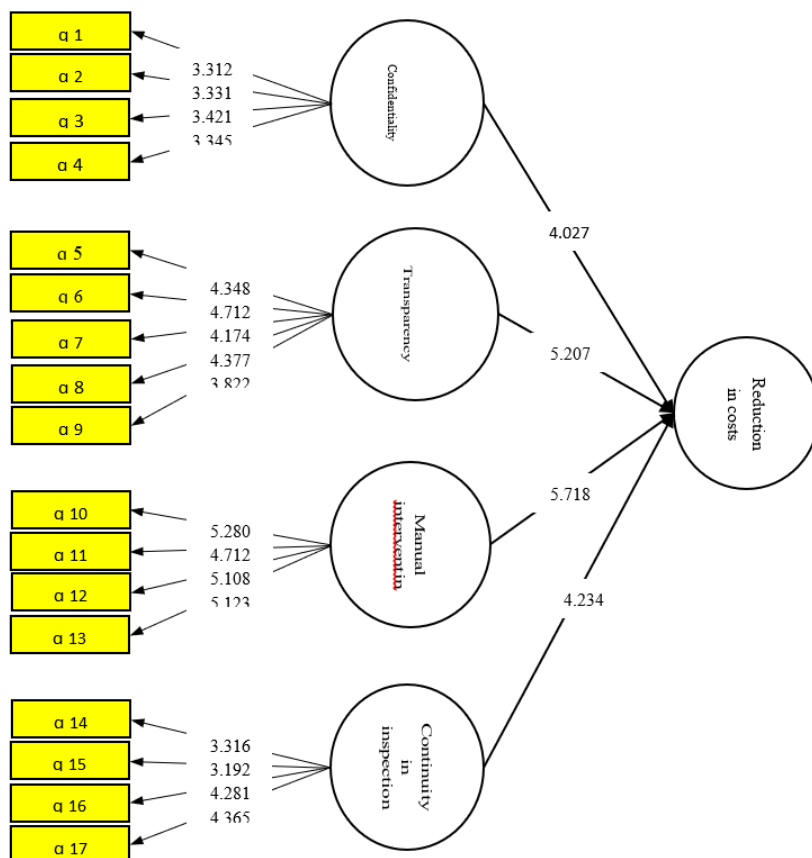 α 1
α 2
α 3
α 4
3.312
3.331
3.421
3.345
Confidentiality
4.027
α 5
α 6
α 7
α 8
α 9
4.348
4.712
4.174
4.377
3.822
Transparency
5.207
Reduction
in costs
α 10
α 11
α 12
α 13
5.280
4.712
5.108
5.123
Manual
interventin
5.718
4.234
α 14
α 15
α 16
α 17
3.316
3.192
4.281
4.365
Continuity
in
inspection